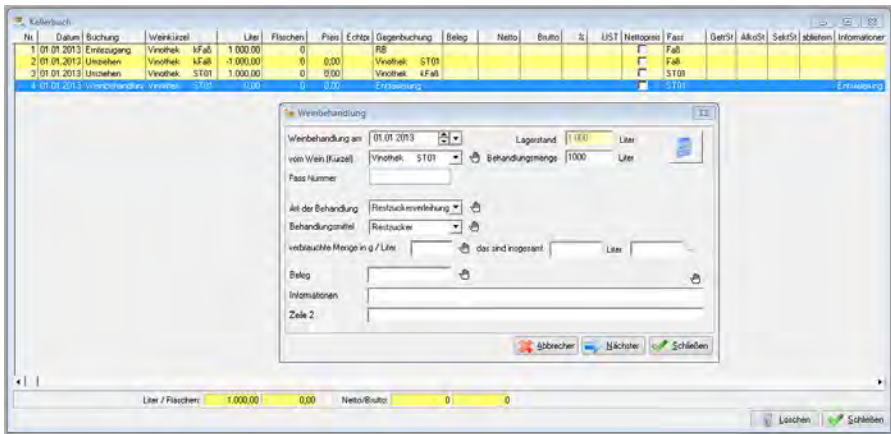 Kellerbuch
Nr. Datum Buchung Weinkürzel Liter Flaschen Preis Echtpr Gegenbuchung Beleg Netto Brutto % UST Nettopreis Fass GetrSt AlkoSt SektSt abliefern Informationen
1 01.01.2013 Erntezugang Vinothek kFaß 1.000,00 0 RB Faß
2 01.01.2013 Umziehen Vinothek kFaß -1.000,00 0 0,00 Vinothek ST01 Faß
3 01.01.2013 Umziehen Vinothek ST01 1.000,00 0 0,00 Vinothek kFaß ST01
4 01.01.2013 Weinbehandlung Vinothek ST01 0,00 0 0,00 Entsäuerung ST01 Entsäuerung
Weinbehandlung
Weinbehandlung am 01.01.2013 Lagerstand 1.000 Liter
vom Wein (Kürzel) Vinothek ST01 Behandlungsmenge 1000 Liter
Fass Nummer
Art der Behandlung Restzuckerverleihung
Behandlungsmittel Restzucker
verbrauchte Menge in g / Liter das sind insgesamt Liter
Beleg
Informationen
Zeile 2
Abbrechen Nächster Schließen
Liter / Flaschen: 1.000,00 0,00 Netto/Brutto: 0 0
Löschen Schließen